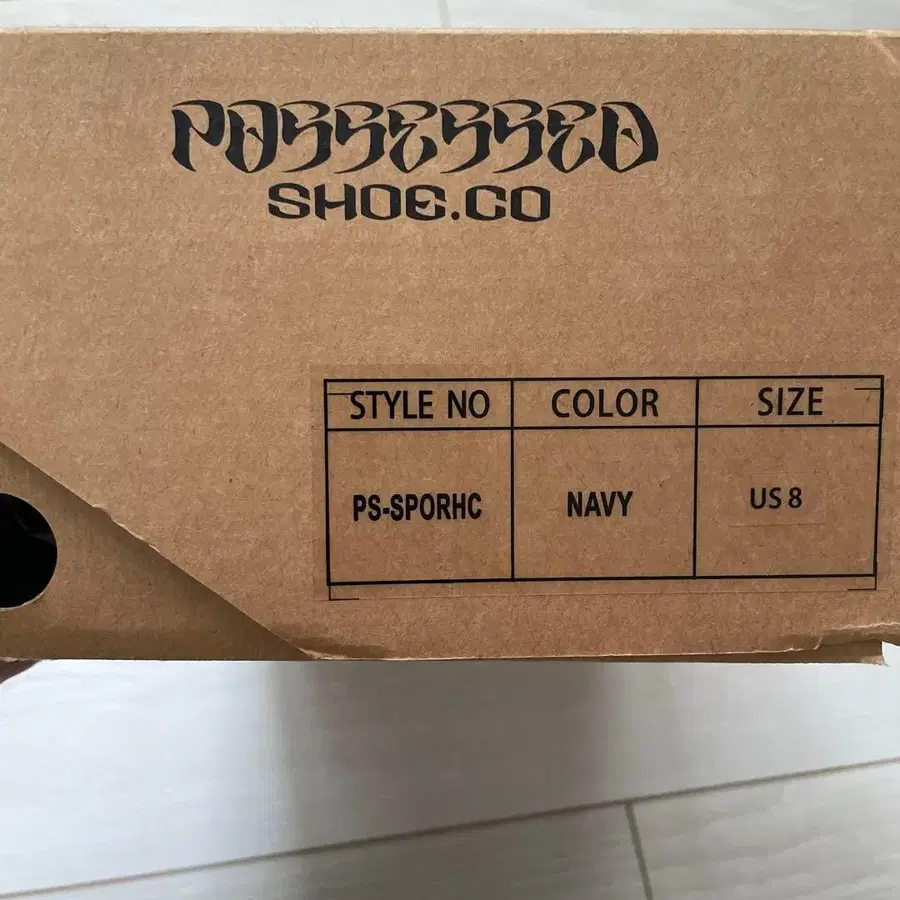 POSSESSED
SHOE.CO
STYLE NO COLOR SIZE
PS-SPORHC NAVY US 8